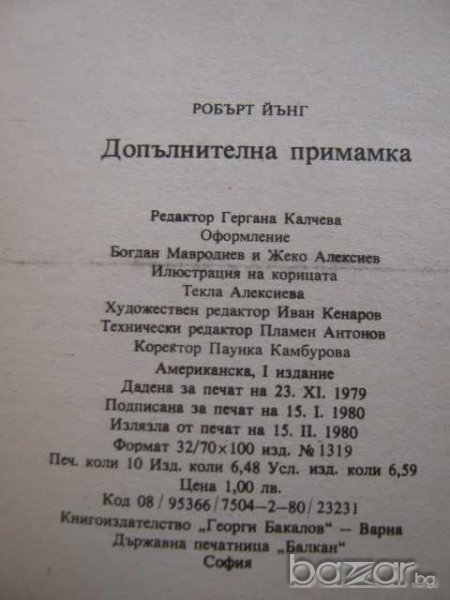 РОБЪРТ ЙЪНГ
Допълнителна примамка
Редактор Гергана Калчева
Оформление
Богдан Мавродиев и Жеко Алексиев
Илюстрация на корицата
Текла Алексиева
Художествен редактор Иван Кенаров
Технически редактор Пламен Антонов
Коректор Паунка Камбурова
Американска, I издание
Дадена за печат на 23. XI. 1979
Подписана за печат на 15. I. 1980
Излязла от печат на 15. II. 1980
Формат 32/70×100 изд. № 1319
Печ. коли 10 Изд. коли 6,48 Усл. изд. коли 6,59
Цена 1,00 лв.
Код 08/95366/7504–2–80/23231
Книгоиздателство „Георги Бакалов“ – Варна
Държавна печатница „Балкан“
София
bazar.bg